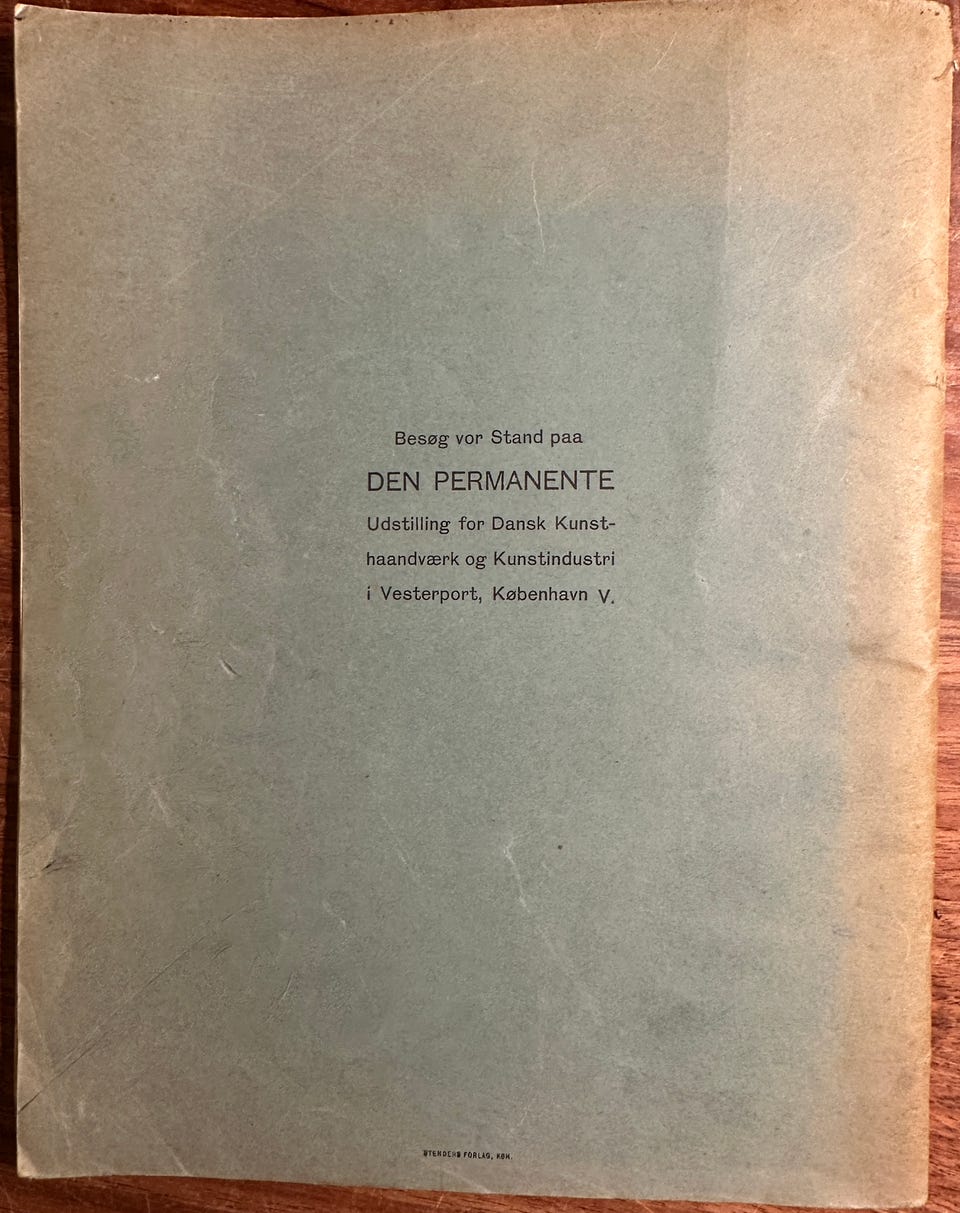 Besøg vor Stand paa
DEN PERMANENTE
Udstilling for Dansk Kunst-
haandværk og Kunstindustri
i Vesterport, København V.
STENDERS FORLAG, KBH.